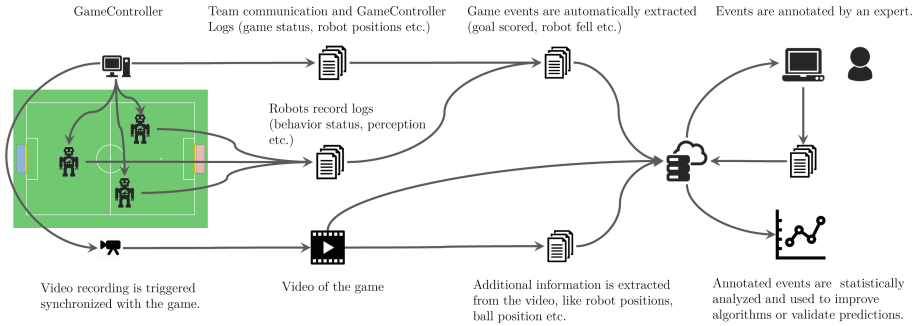 GameController
Team communication and GameController
Logs (game status, robot positions etc.)
Game events are automatically extracted
(goal scored, robot fell etc.)
Events are annotated by an expert.
Robots record logs
(behavior status, perception
etc.)
Video recording is triggered
synchronized with the game.
Video of the game
Additional information is extracted
from the video, like robot positions,
ball position etc.
Annotated events are statistically
analyzed and used to improve
algorithms or validate predictions.